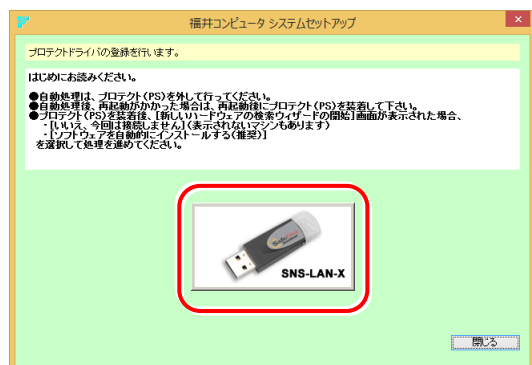 福井コンピュータ システムセットアップ
プロテクトドライバの登録を行います。
はじめにお読みください。
●自動処理は、プロテクト(PS)を外して行ってください。
●自動処理後、再起動がかかった場合は、再起動後にプロテクト(PS)を装着して下さい。
●プロテクト(PS)を装着後、[新しいハードウェアの検索ウィザードの開始]画面が表示された場合、
・[いいえ、今回は接続しません](表示されないマシンもあります)
・[ソフトウェアを自動的にインストールする(推奨)]
を選択して処理を進めてください。
SNS-LAN-X
閉じる